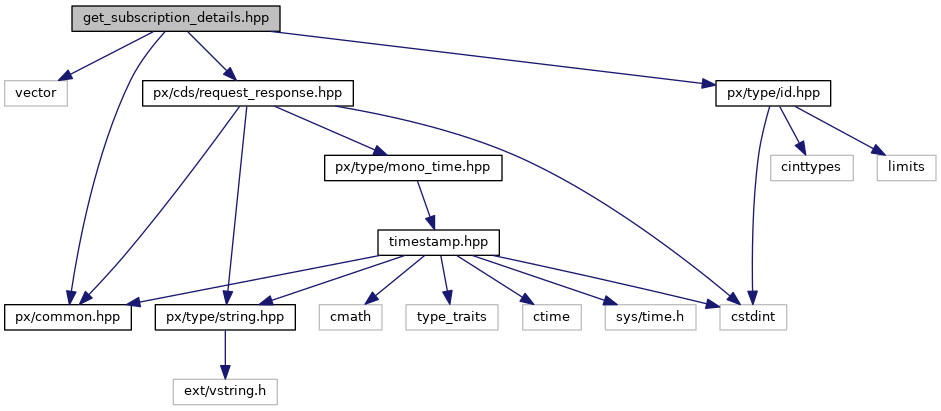 get_subscription_details.hpp
vector
px/cds/request_response.hpp
px/type/id.hpp
px/type/mono_time.hpp
cinttypes
limits
timestamp.hpp
px/common.hpp
px/type/string.hpp
cmath
type_traits
ctime
sys/time.h
cstdint
ext/vstring.h